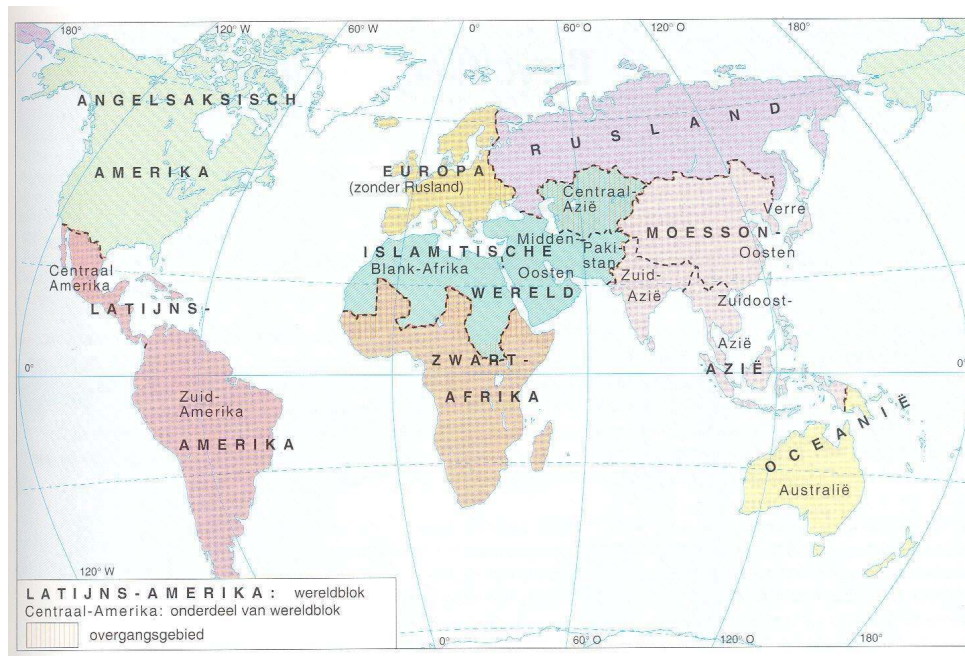 180° 120° W 60° W 0° 60° O 120° O 180°
ANGELSAKSISCH
AMERIKA
RUSLAND
EUROPA
(zonder Rusland)
Centraal-
Azië
Verre
MOESSON-
Oosten
Midden-
Paki-
stan
ISLAMITISCHE
Blank-Afrika
Oosten
WERELD
Zuid-
Azië
Zuidoost-
Azië
AZIË
Centraal
Amerika
LATIJNS-
ZWART-
AFRIKA
0° 0°
Zuid-
Amerika
AMERIKA
OCEANIË
Australië
120° W
LATIJNS-AMERIKA: wereldblok
Centraal-Amerika: onderdeel van wereldblok
overgangsgebied
0° 60° O 120° O 180°